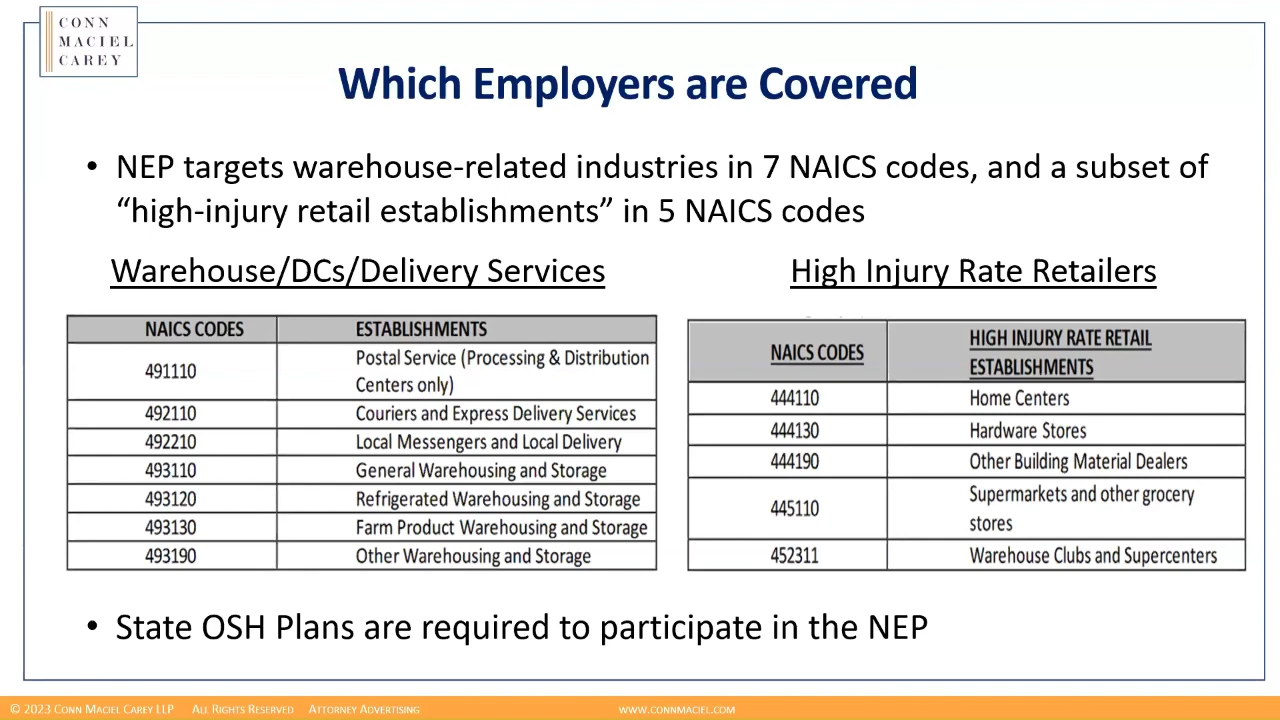 CONN
MACIEL
CAREY
Which Employers are Covered
• NEP targets warehouse-related industries in 7 NAICS codes, and a subset of
“high-injury retail establishments” in 5 NAICS codes
Warehouse/DCs/Delivery Services
NAICS CODES ESTABLISHMENTS
491110 Postal Service (Processing & Distribution
Centers only)
492110 Couriers and Express Delivery Services
492210 Local Messengers and Local Delivery
493110 General Warehousing and Storage
493120 Refrigerated Warehousing and Storage
493130 Farm Product Warehousing and Storage
493190 Other Warehousing and Storage
High Injury Rate Retailers
NAICS CODES HIGH INJURY RATE RETAIL
ESTABLISHMENTS
444110 Home Centers
444130 Hardware Stores
444190 Other Building Material Dealers
445110 Supermarkets and other grocery
stores
452311 Warehouse Clubs and Supercenters
• State OSH Plans are required to participate in the NEP
© 2023 CONN MACIEL CAREY LLP ALL RIGHTS RESERVED ATTORNEY ADVERTISING WWW.CONNMACIEL.COM